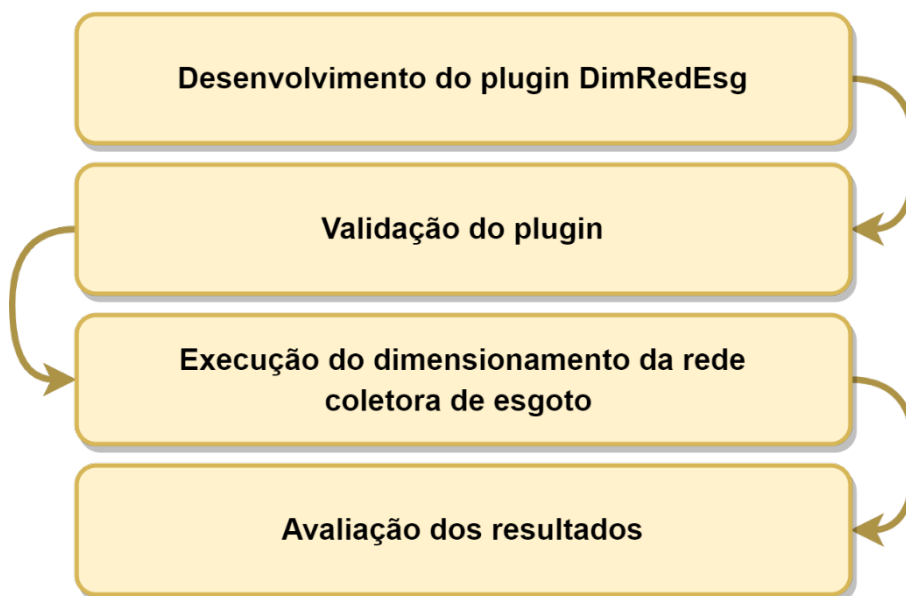 Desenvolvimento do plugin DimRedEsg
Validação do plugin
Execução do dimensionamento da rede
coletora de esgoto
Avaliação dos resultados